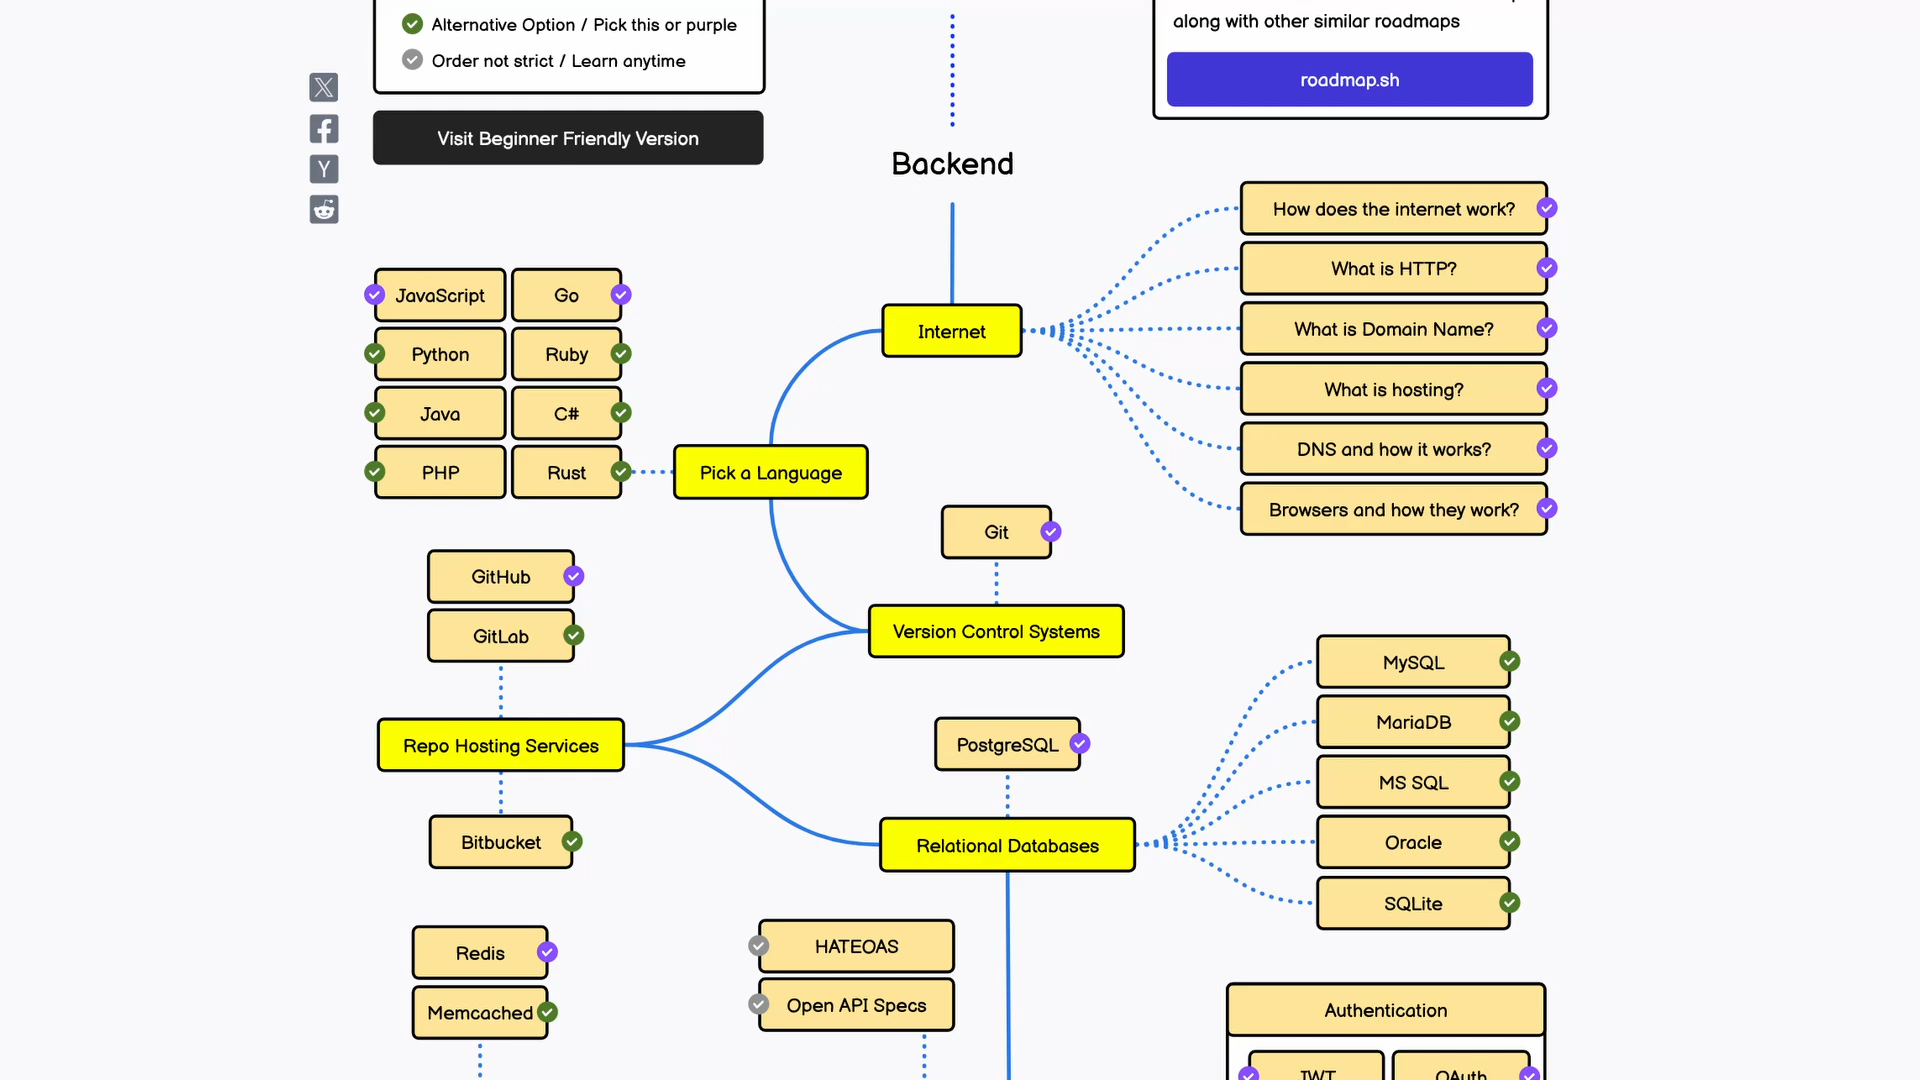 Alternative Option / Pick this or purple
Order not strict / Learn anytime
along with other similar roadmaps
roadmap.sh
Visit Beginner Friendly Version
Backend
How does the internet work?
What is HTTP?
What is Domain Name?
What is hosting?
DNS and how it works?
Browsers and how they work?
Internet
JavaScript
Go
Python
Ruby
Java
C#
PHP
Rust
Pick a Language
Git
GitHub
GitLab
Version Control Systems
Repo Hosting Services
Bitbucket
PostgreSQL
Relational Databases
MySQL
MariaDB
MS SQL
Oracle
SQLite
Redis
Memcached
HATEOAS
Open API Specs
Authentication
JWT
OAuth